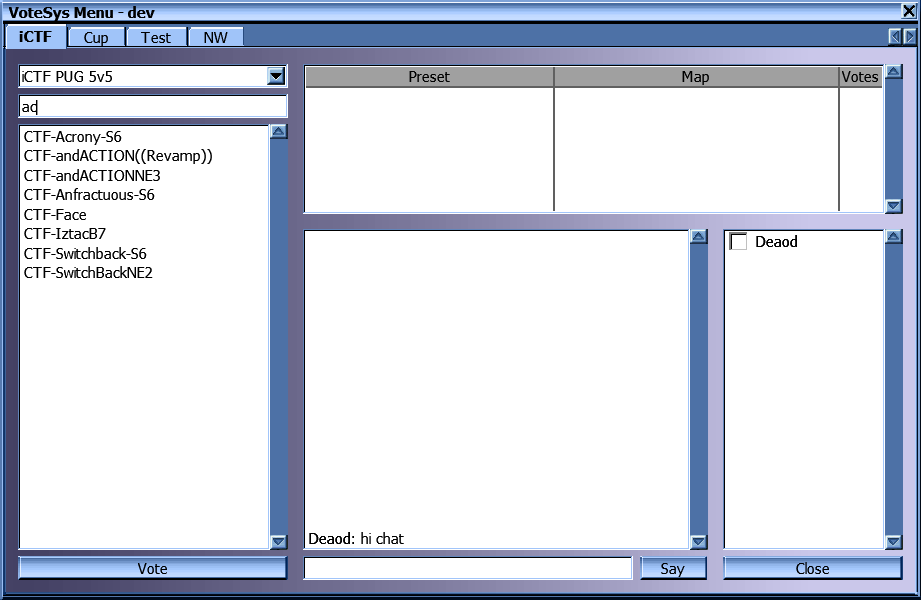 VoteSys Menu - dev
iCTF Cup Test NW
iCTF PUG 5v5
ac
CTF-Acrony-S6
CTF-andACTION((Revamp))
CTF-andACTIONNE3
CTF-Anfractuous-S6
CTF-Face
CTF-IztacB7
CTF-Switchback-S6
CTF-SwitchBackNE2
Vote
Preset Map Votes
Deaod: hi chat
Say
Deaod
Close